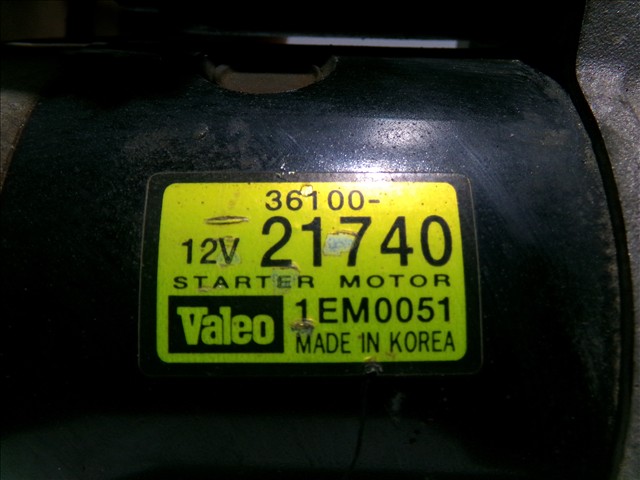 36100-
12V 21740
STARTER MOTOR
Valeo 1EM0051
MADE IN KOREA